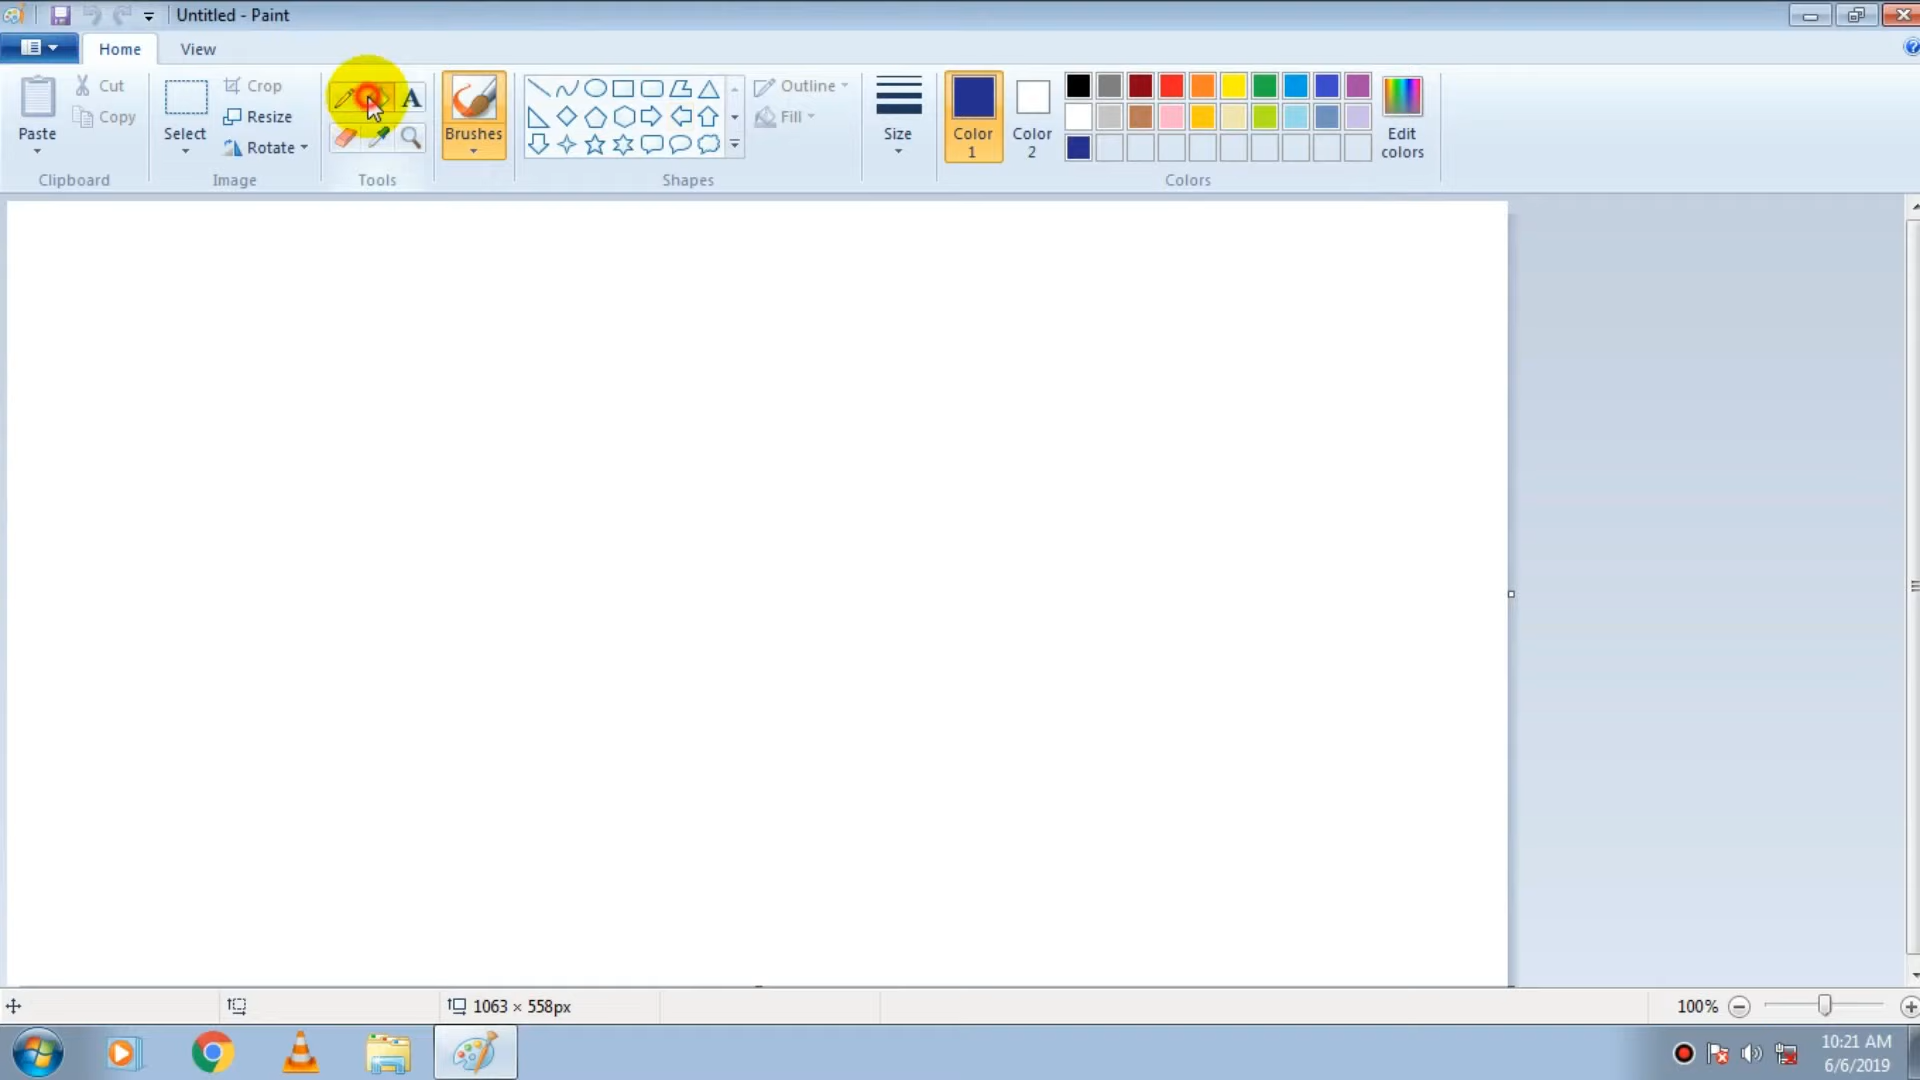 Untitled - Paint
Home View
Paste
Cut
Copy
Clipboard
Select
Crop
Resize
Rotate
Image
A
Tools
Brushes
Shapes
Outline
Fill
Size
Color
1
Color
2
Edit
colors
Colors
1063 × 558px
100%
10:21 AM
6/6/2019